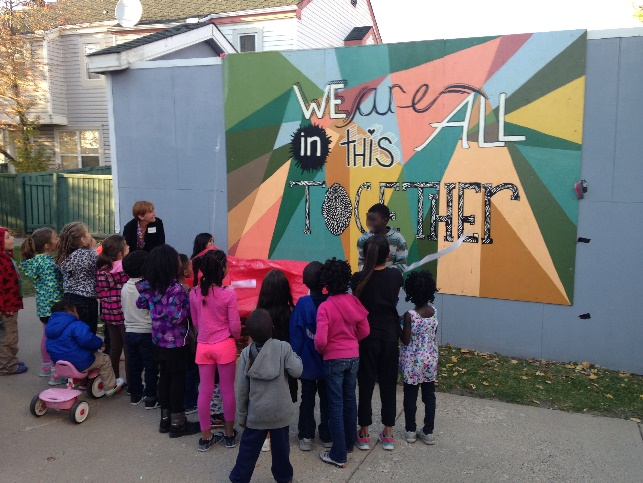 WE are ALL
in THIS
TOGETHER